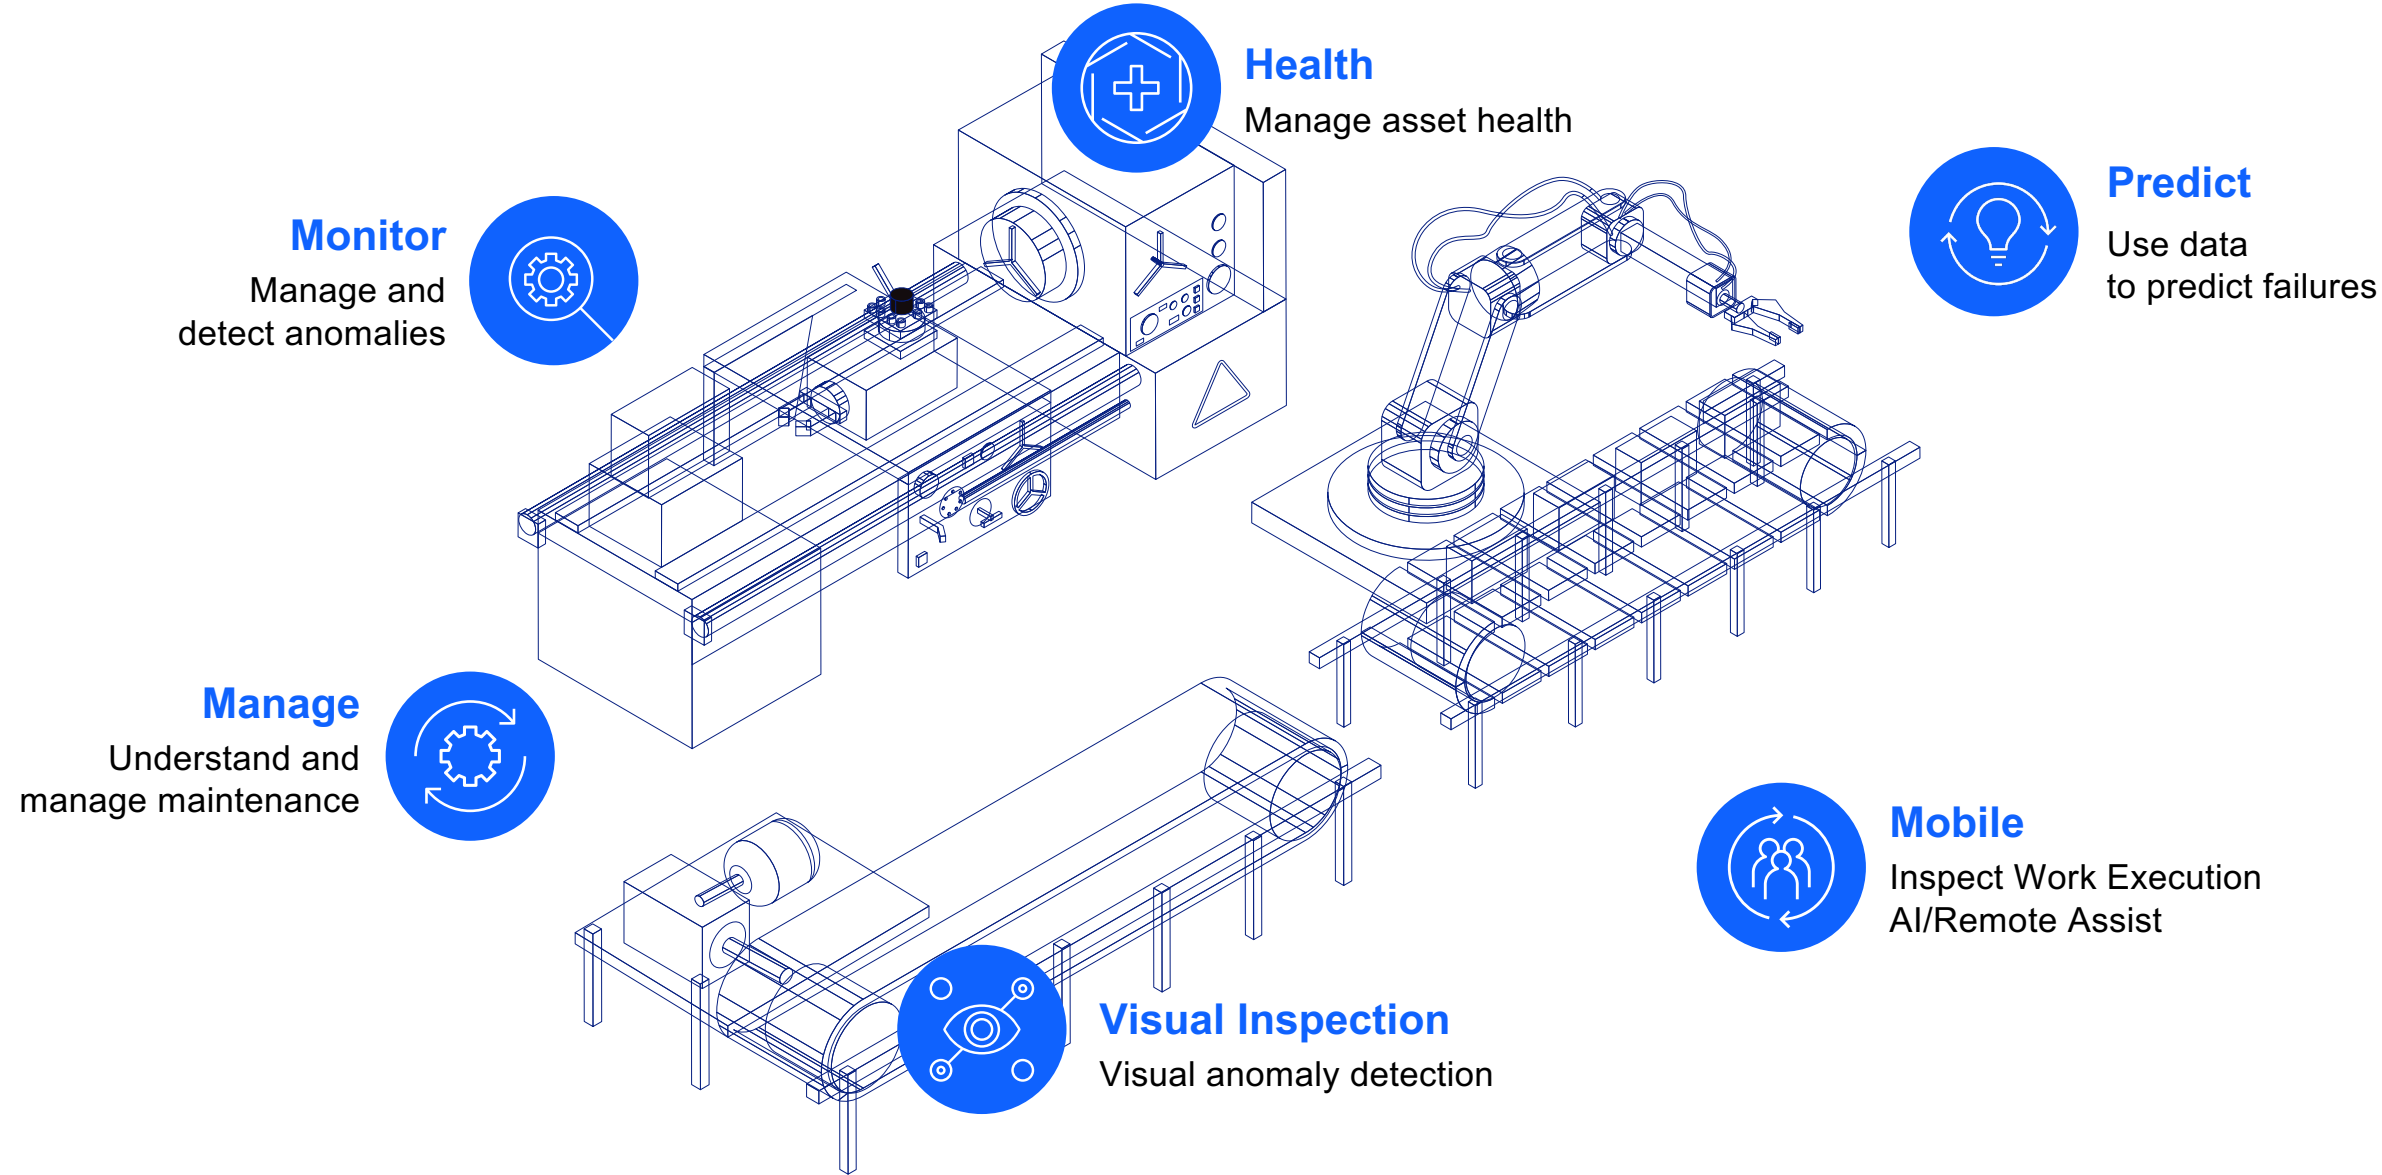 Health
Manage asset health
Predict
Use data
to predict failures
Monitor
Manage and
detect anomalies
Manage
Understand and
manage maintenance
Mobile
Inspect Work Execution
AI/Remote Assist
Visual Inspection
Visual anomaly detection